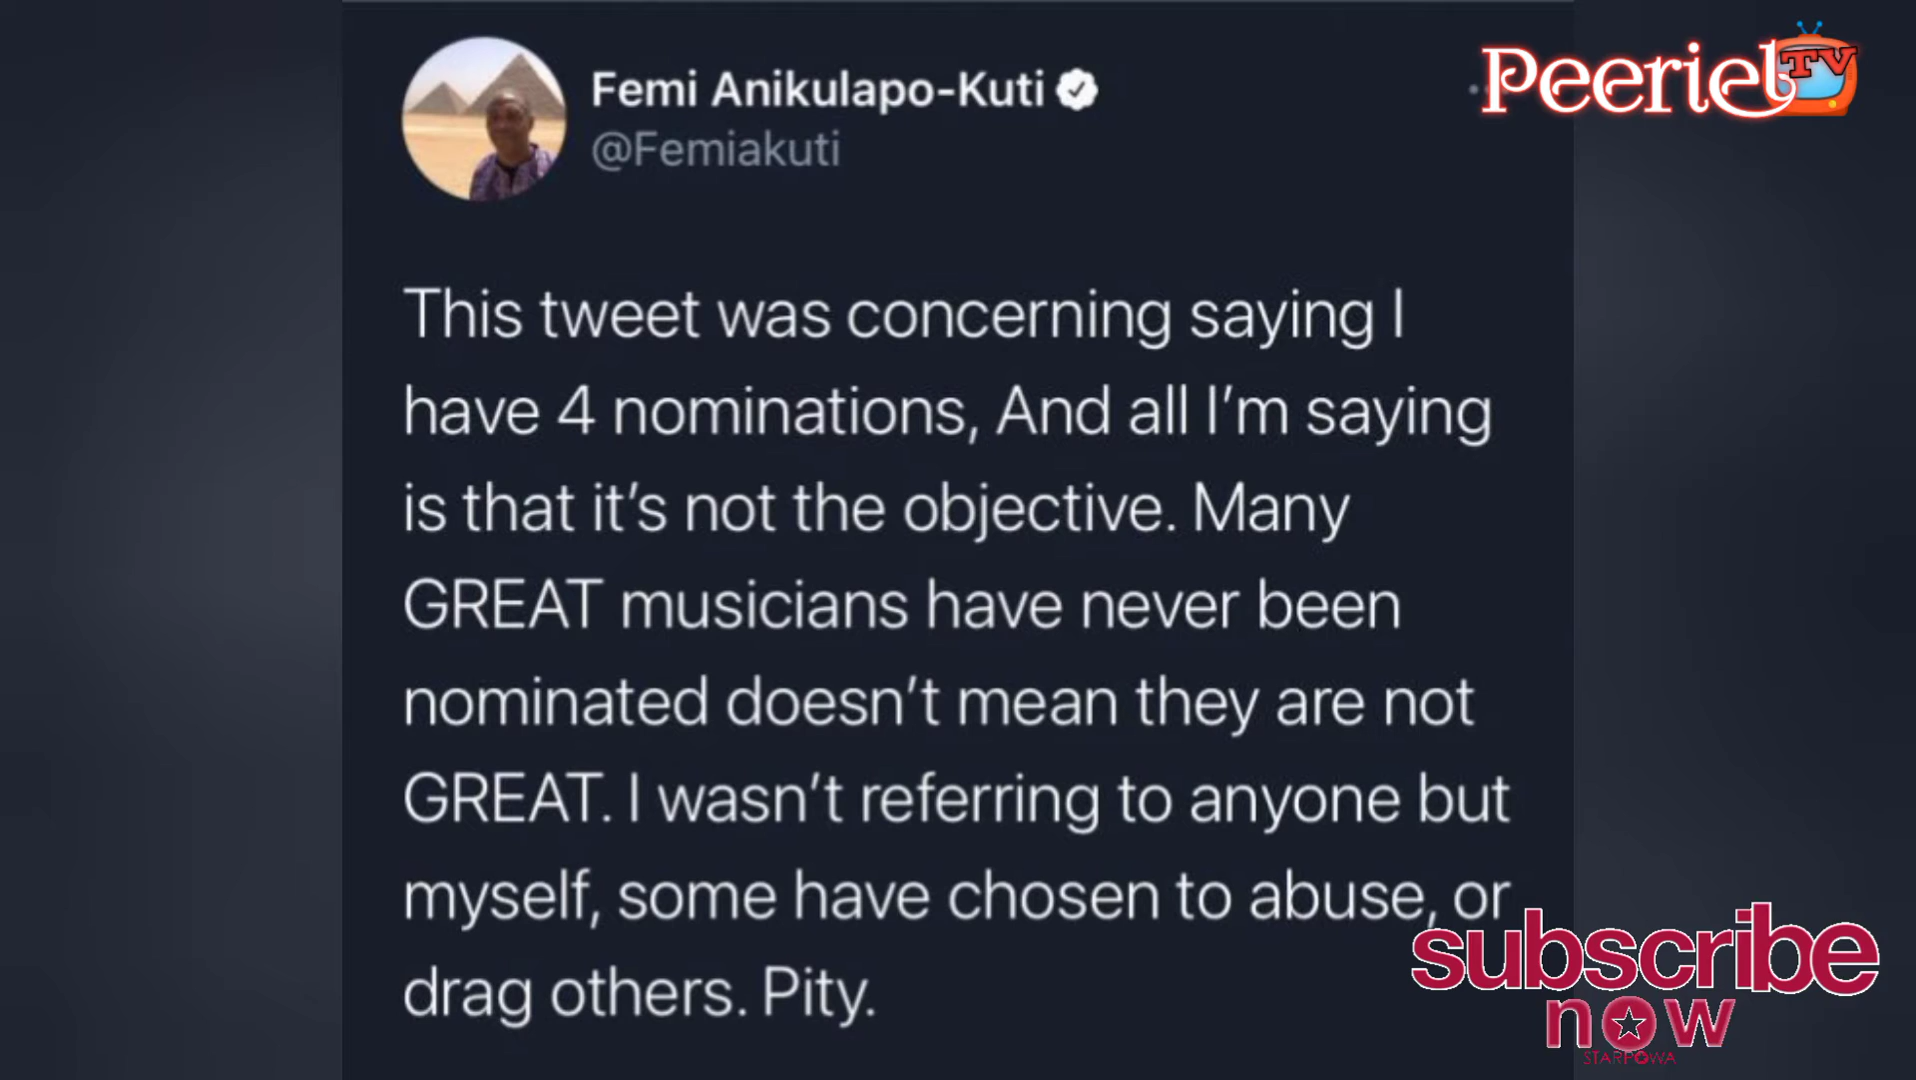 Femi Anikulapo-Kuti
@Femiakuti
Peeriel TV
This tweet was concerning saying I
have 4 nominations, And all I'm saying
is that it's not the objective. Many
GREAT musicians have never been
nominated doesn't mean they are not
GREAT. I wasn't referring to anyone but
myself, some have chosen to abuse, or
drag others. Pity.
subscribe
now
STARPOWA